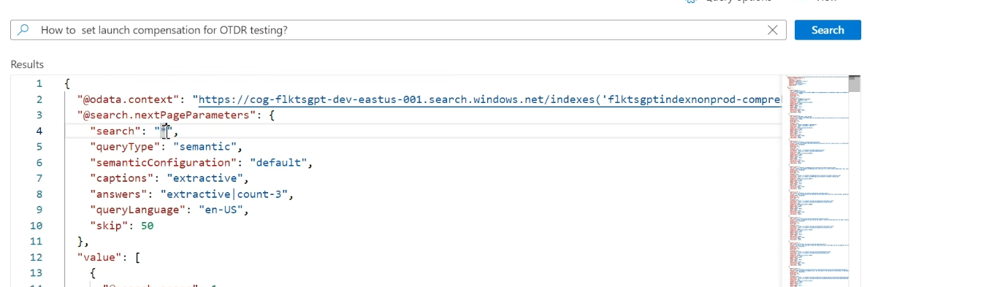 Query options View
How to  set launch compensation for OTDR testing?
Search
Results
1 {
2 "@odata.context": "https://cog-flktsgpt-dev-eastus-001.search.windows.net/indexes('flktsgptindexnonprod-compre
3 "@search.nextPageParameters": {
4 "search": "*",
5 "queryType": "semantic",
6 "semanticConfiguration": "default",
7 "captions": "extractive",
8 "answers": "extractive|count-3",
9 "queryLanguage": "en-US",
10 "skip": 50
11 },
12 "value": [
13 {